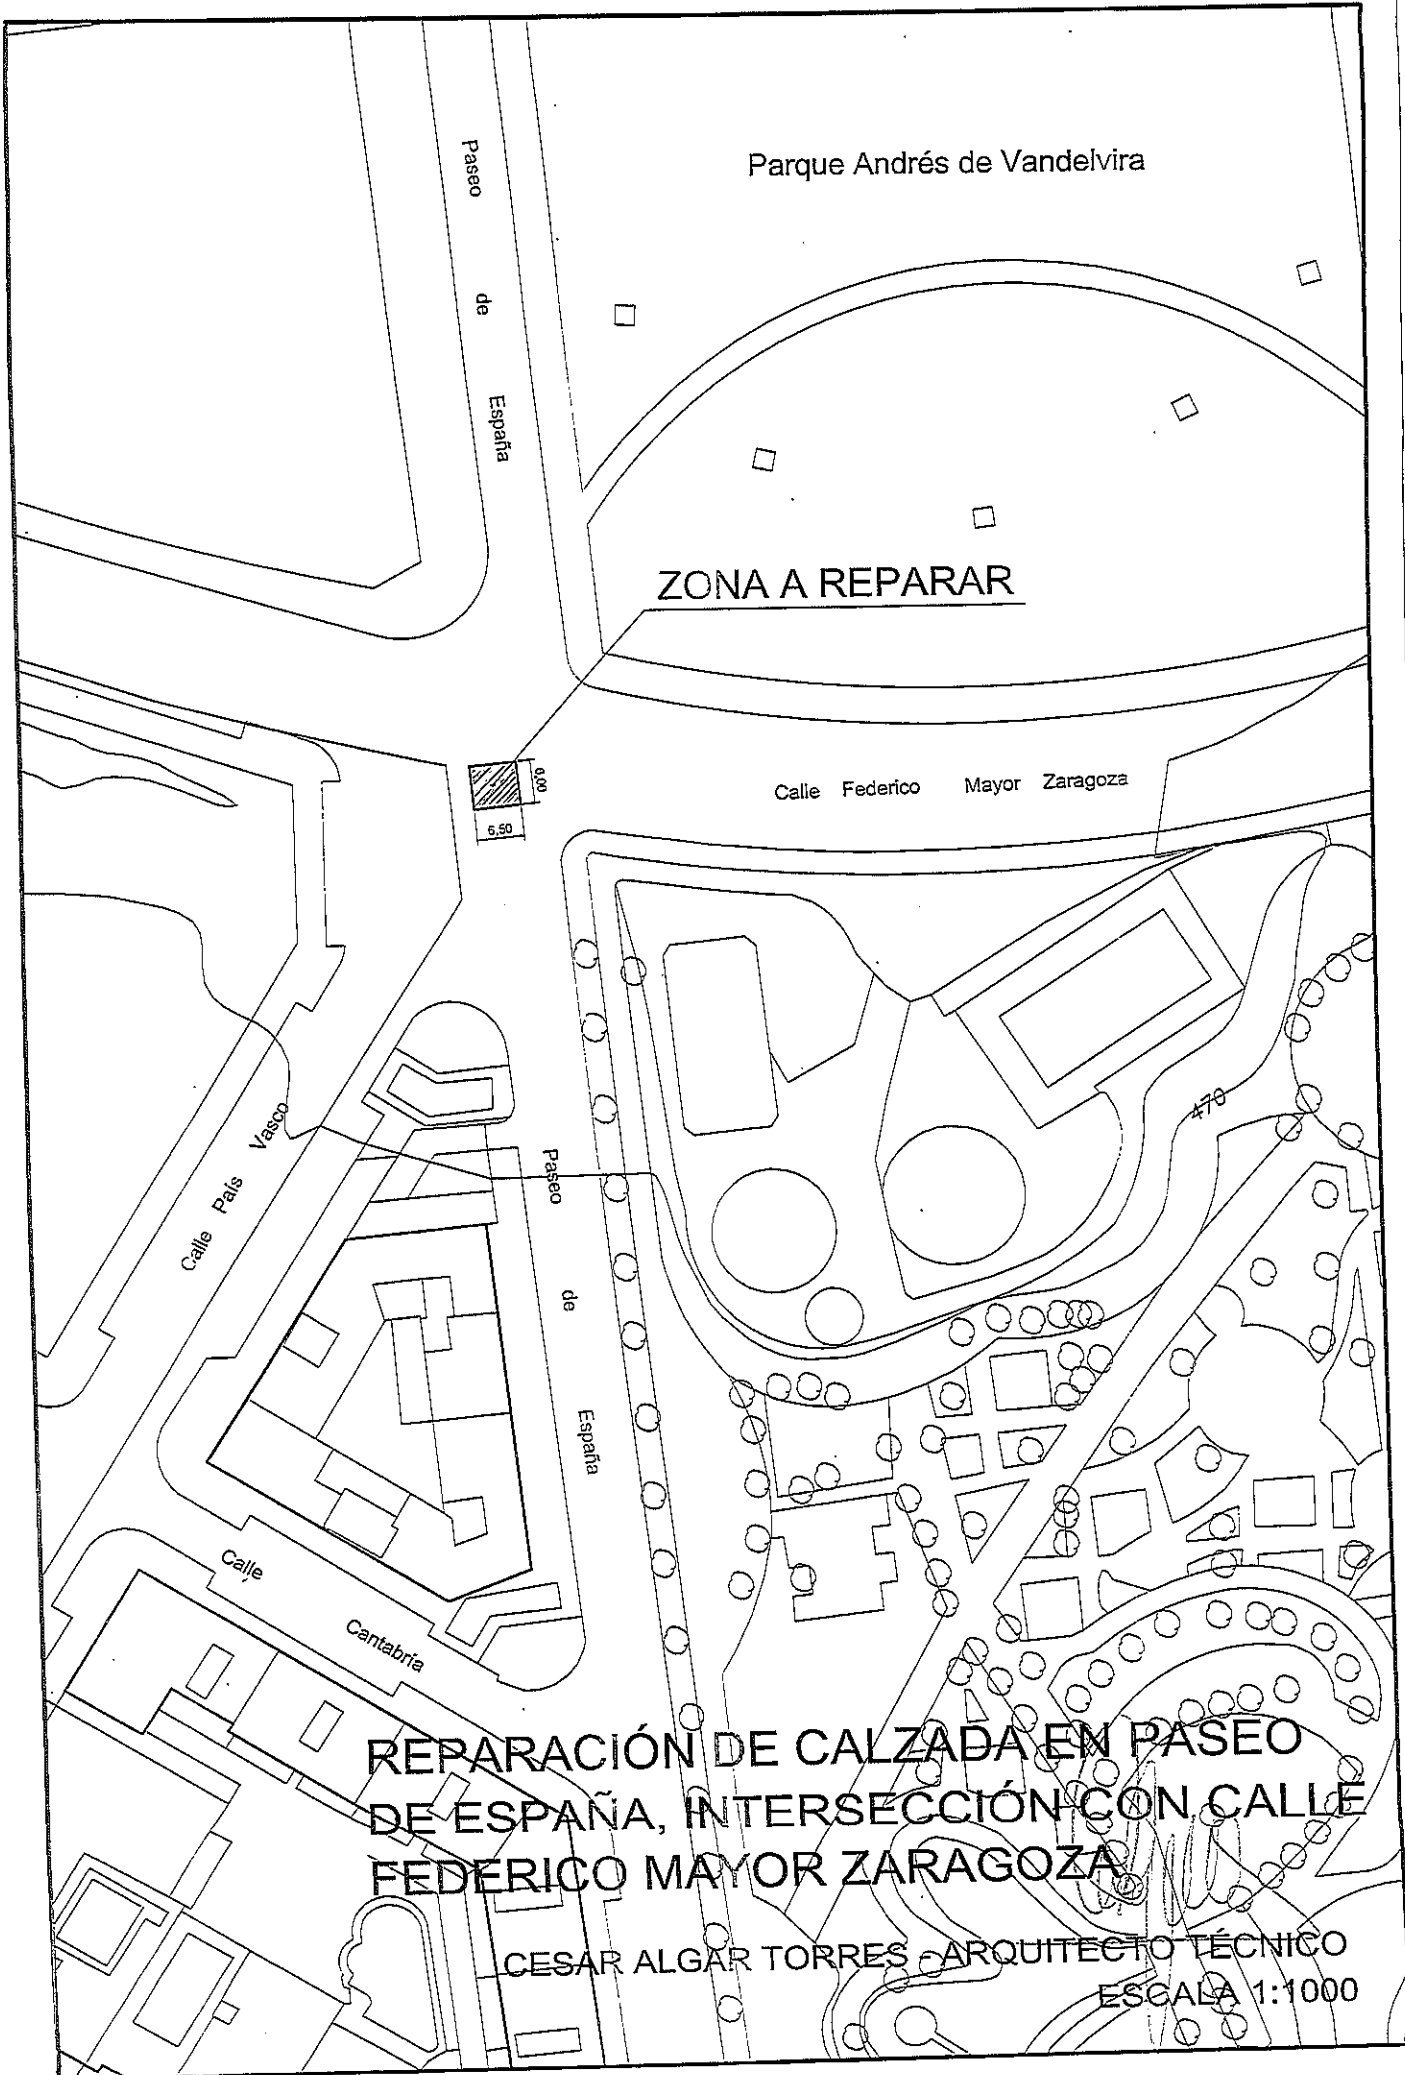 Parque Andrés de Vandelvira
Paseo de España
ZONA A REPARAR
6,00
6,50
Calle Federico Mayor Zaragoza
470
Calle País Vasco
Paseo de España
Calle Cantabria
REPARACIÓN DE CALZADA EN PASEO
DE ESPAÑA, INTERSECCIÓN CON CALLE
FEDERICO MAYOR ZARAGOZA
CESAR ALGAR TORRES - ARQUITECTO TÉCNICO
ESCALA 1:1000